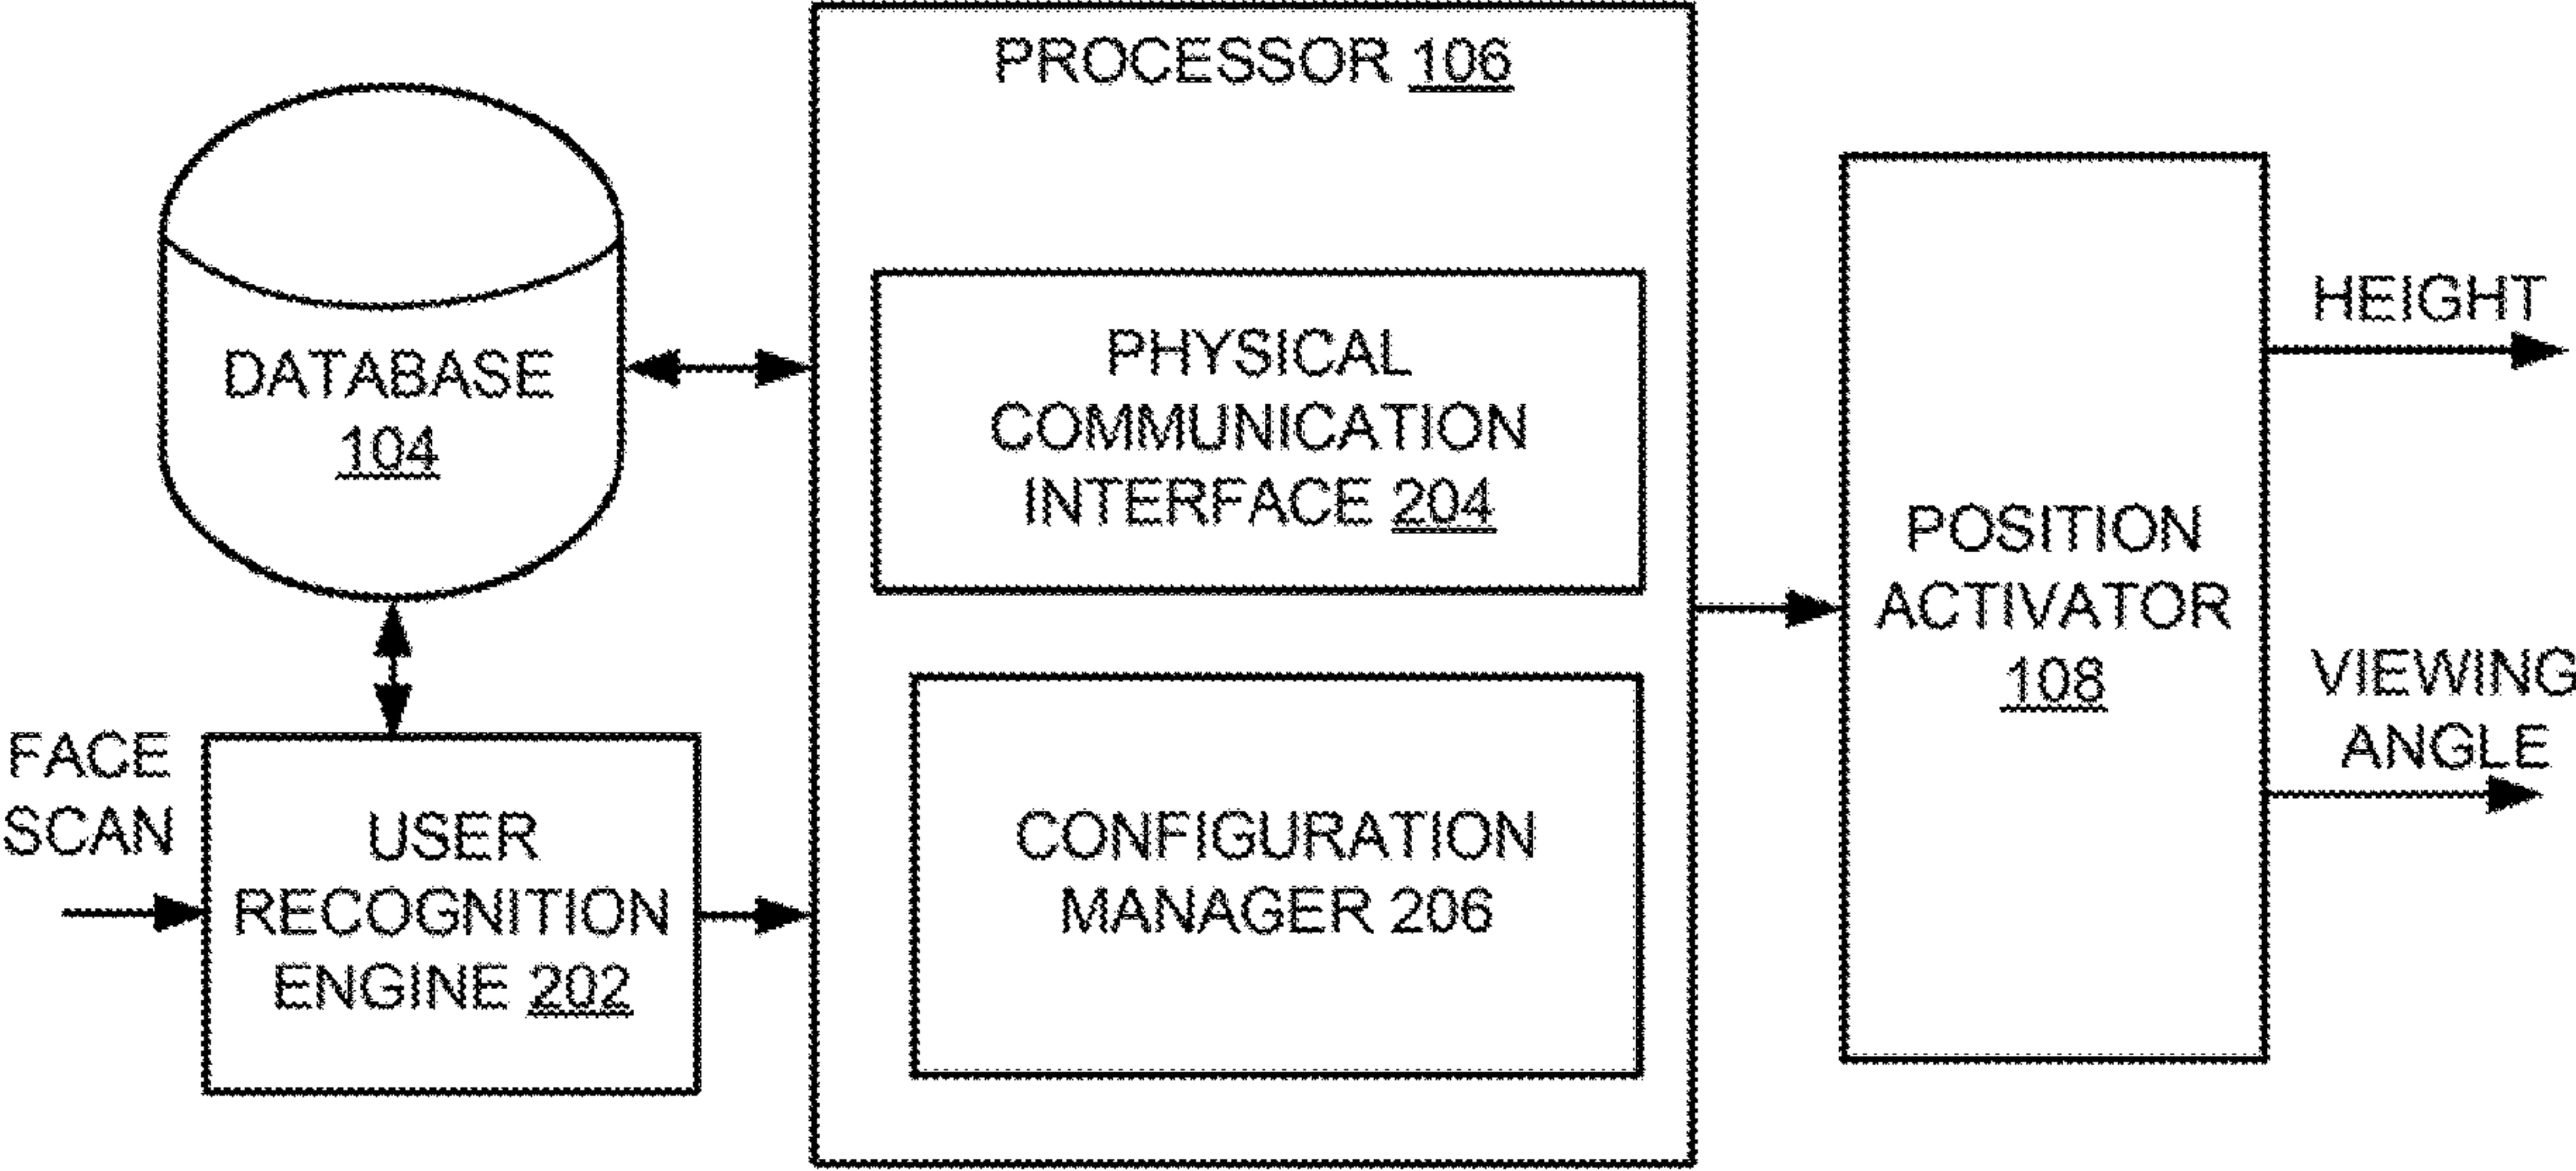 PROCESSOR 106
DATABASE
104
PHYSICAL
COMMUNICATION
INTERFACE 204
CONFIGURATION
MANAGER 206
FACE
SCAN
USER
RECOGNITION
ENGINE 202
POSITION
ACTIVATOR
108
HEIGHT
VIEWING
ANGLE